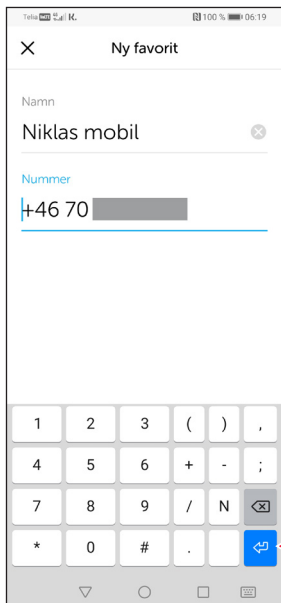 Telia 4G K. N 100 % 06:19
Ny favorit
Namn
Niklas mobil
Nummer
+46 70
1 2 3 ( ) ,
4 5 6 + - ;
7 8 9 / N
* 0 # .